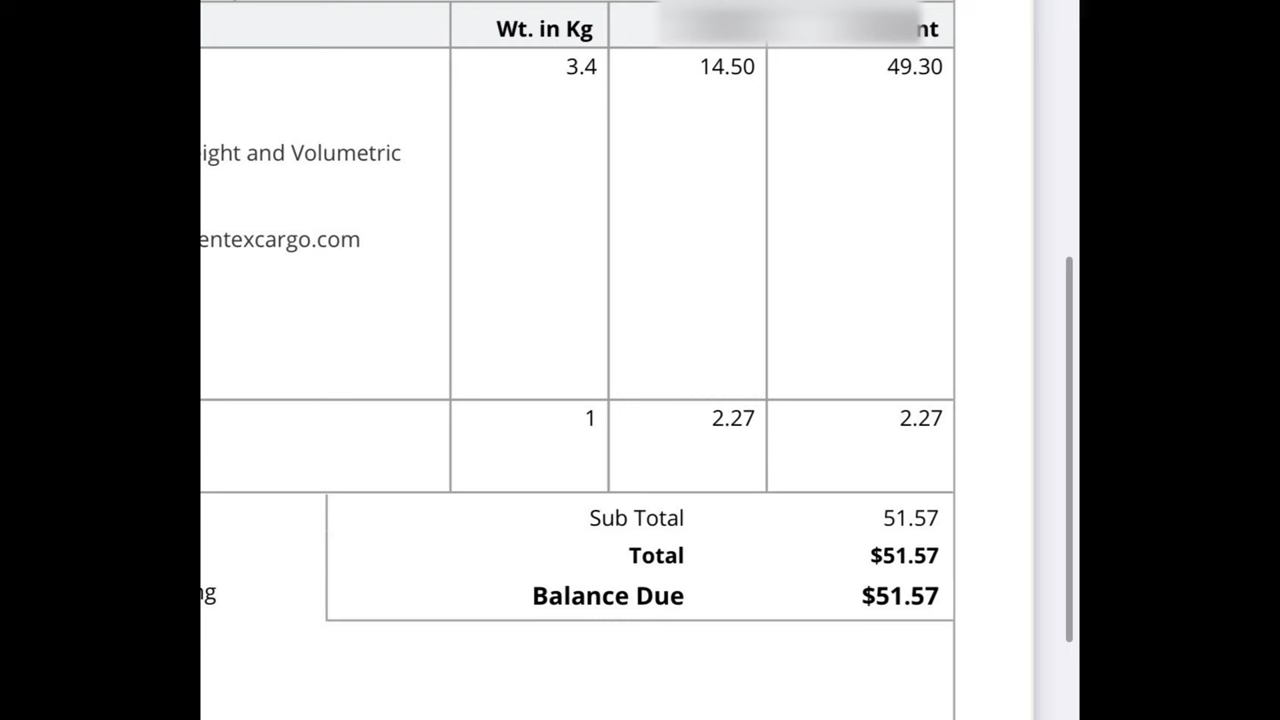 Wt. in Kg nt
3.4 14.50 49.30
ight and Volumetric
entexcargo.com
1 2.27 2.27
Sub Total 51.57
Total $51.57
Balance Due $51.57
ng